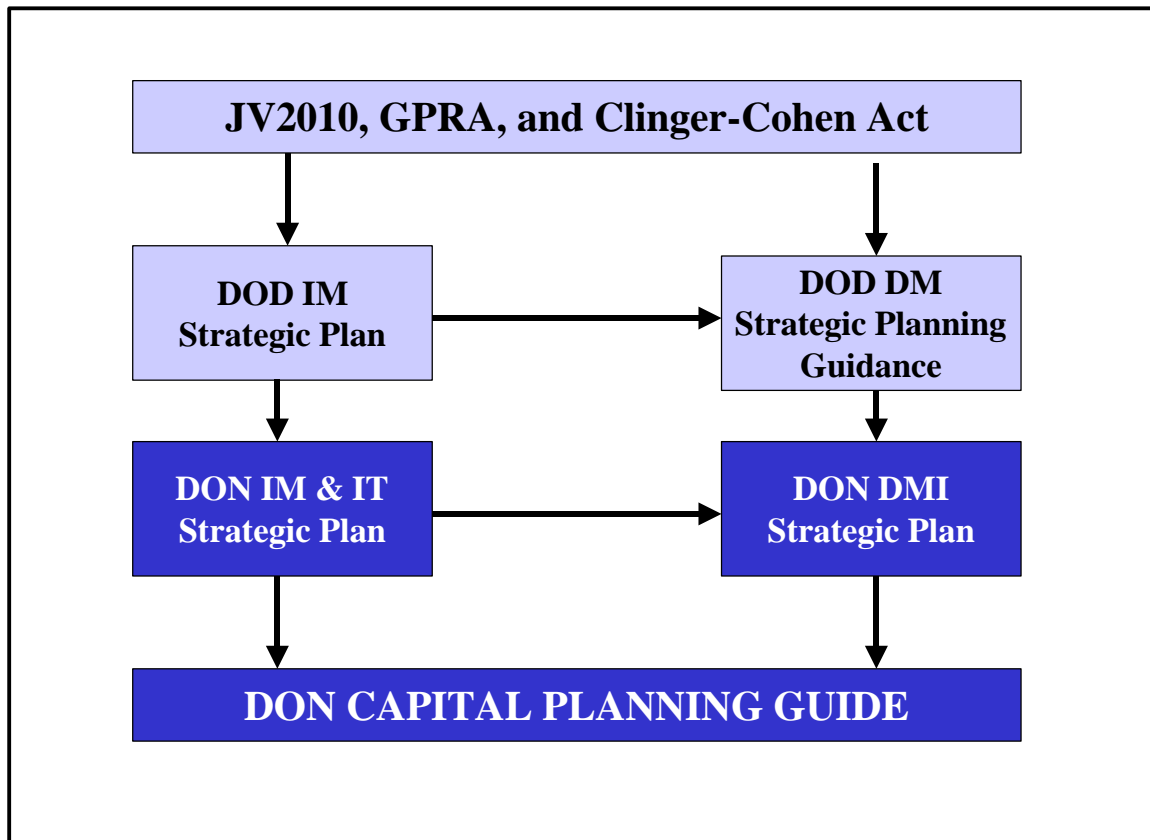 JV2010, GPRA, and Clinger-Cohen Act
DOD IM
Strategic Plan
DOD DM
Strategic Planning
Guidance
DON IM & IT
Strategic Plan
DON DMI
Strategic Plan
DON CAPITAL PLANNING GUIDE